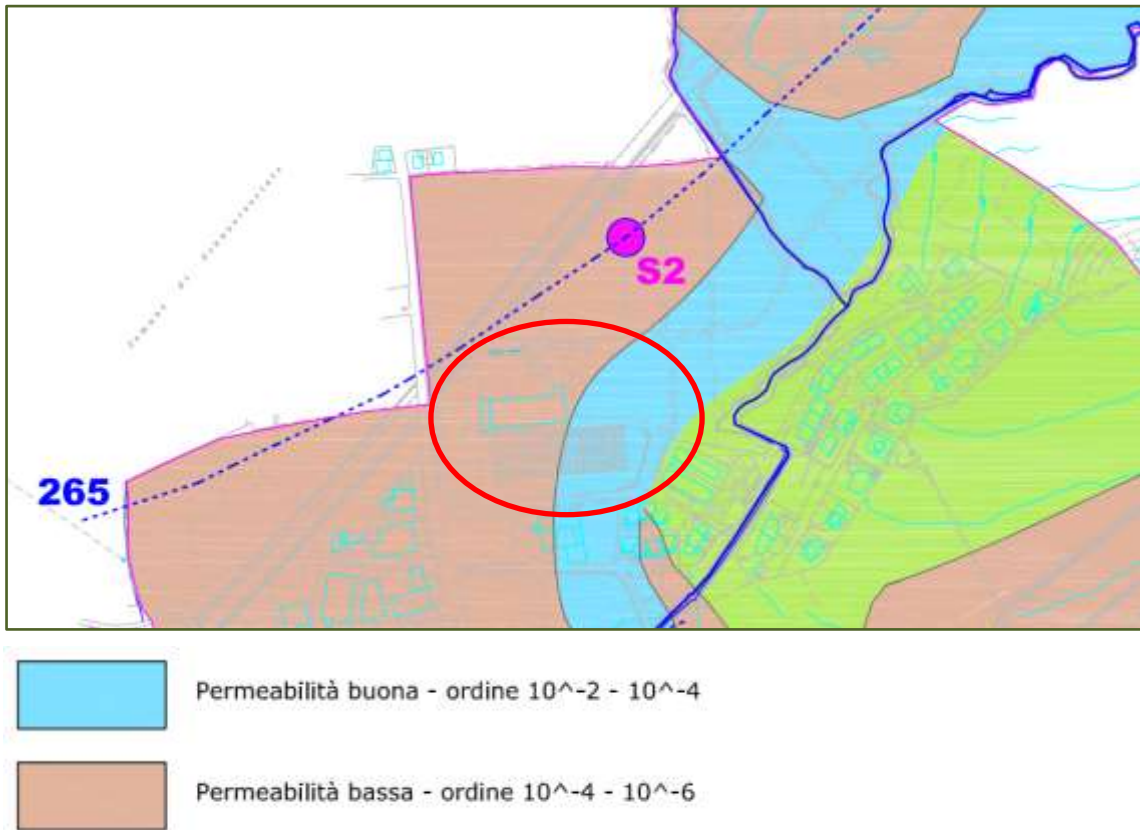 S2
265
Permeabilità buona - ordine 10^-2 - 10^-4
Permeabilità bassa - ordine 10^-4 - 10^-6